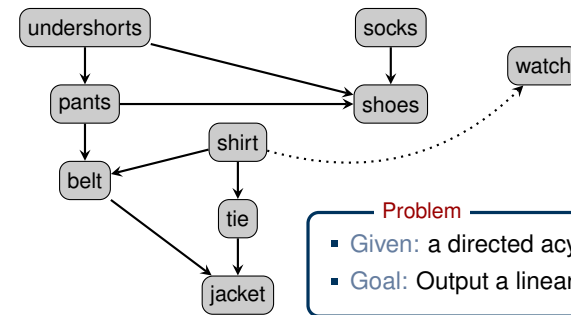 undershorts
socks
watch
pants
shoes
shirt
belt
tie
jacket
Problem
▪ Given: a directed acy
▪ Goal: Output a linear